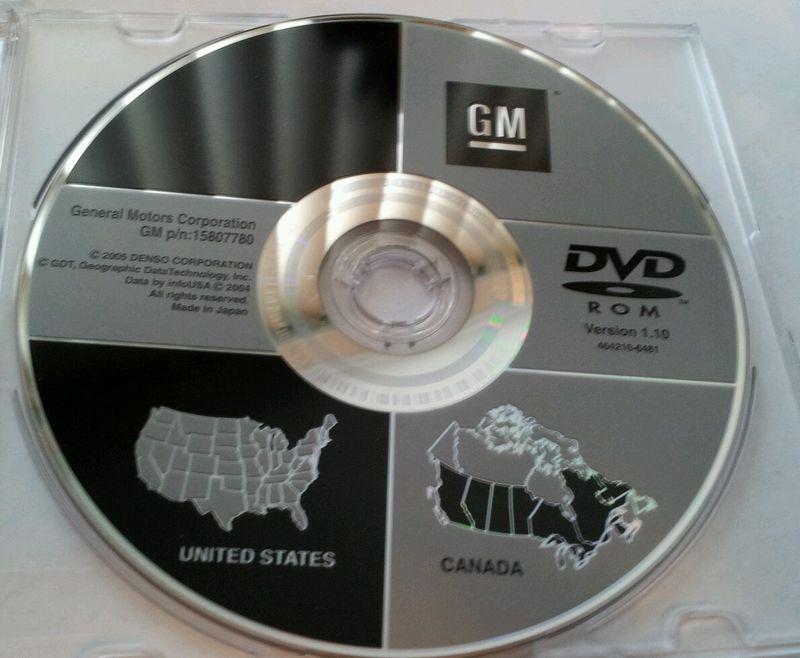 GM
General Motors Corporation
GM p/n:15807780
© 2005 DENSO CORPORATION
© GDT, Geographic DataTechnology, Inc.
Data by infoUSA © 2004
All rights reserved.
Made in Japan
DVD
ROM
Version 1.10
464210-6481
UNITED STATES
CANADA